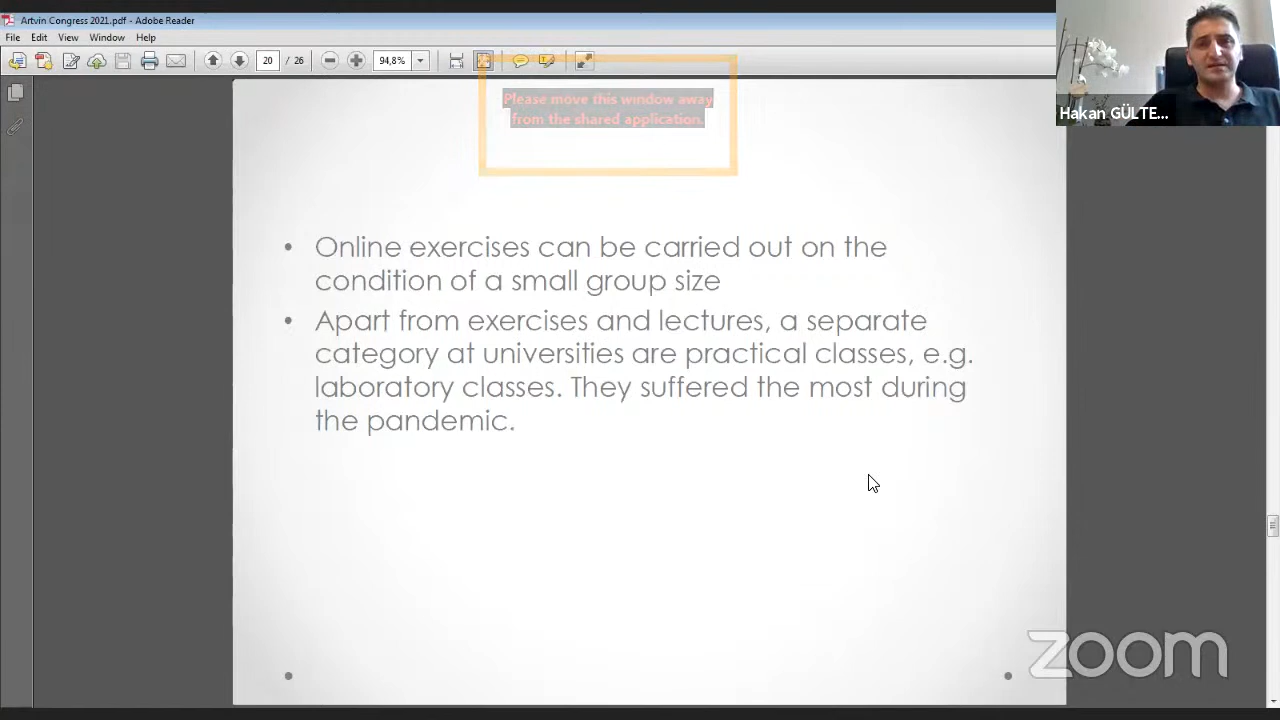 Artvin Congress 2021.pdf - Adobe Reader
File Edit View Window Help
20 / 26 94,8%
Please move this window away
from the shared application.
Hakan GÜLTE...
• Online exercises can be carried out on the
condition of a small group size
• Apart from exercises and lectures, a separate
category at universities are practical classes, e.g.
laboratory classes. They suffered the most during
the pandemic.
zoom